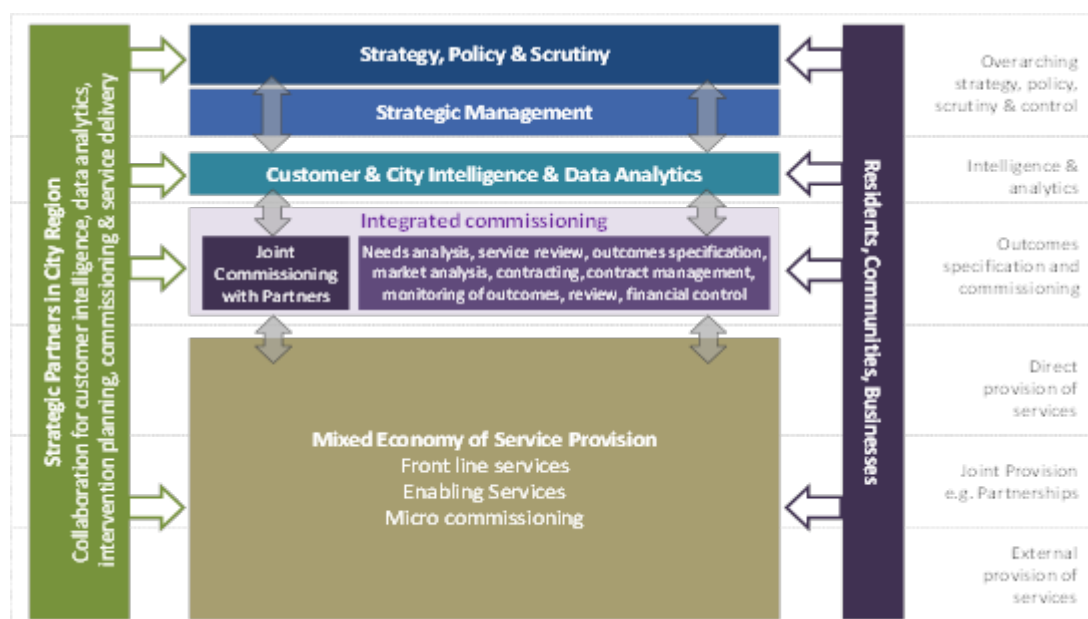 Strategic Partners in City Region
Collaboration for customer intelligence, data analytics,
intervention planning, commissioning & service delivery
Strategy, Policy & Scrutiny
Strategic Management
Customer & City Intelligence & Data Analytics
Integrated commissioning
Joint
Commissioning
with Partners
Needs analysis, service review, outcomes specification,
market analysis, contracting, contract management,
monitoring of outcomes, review, financial control
Mixed Economy of Service Provision
Front line services
Enabling Services
Micro commissioning
Residents, Communities, Businesses
Overarching
strategy, policy,
scrutiny & control
Intelligence &
analytics
Outcomes
specification and
commissioning
Direct
provision of
services
Joint Provision
e.g. Partnerships
External
provision of
services